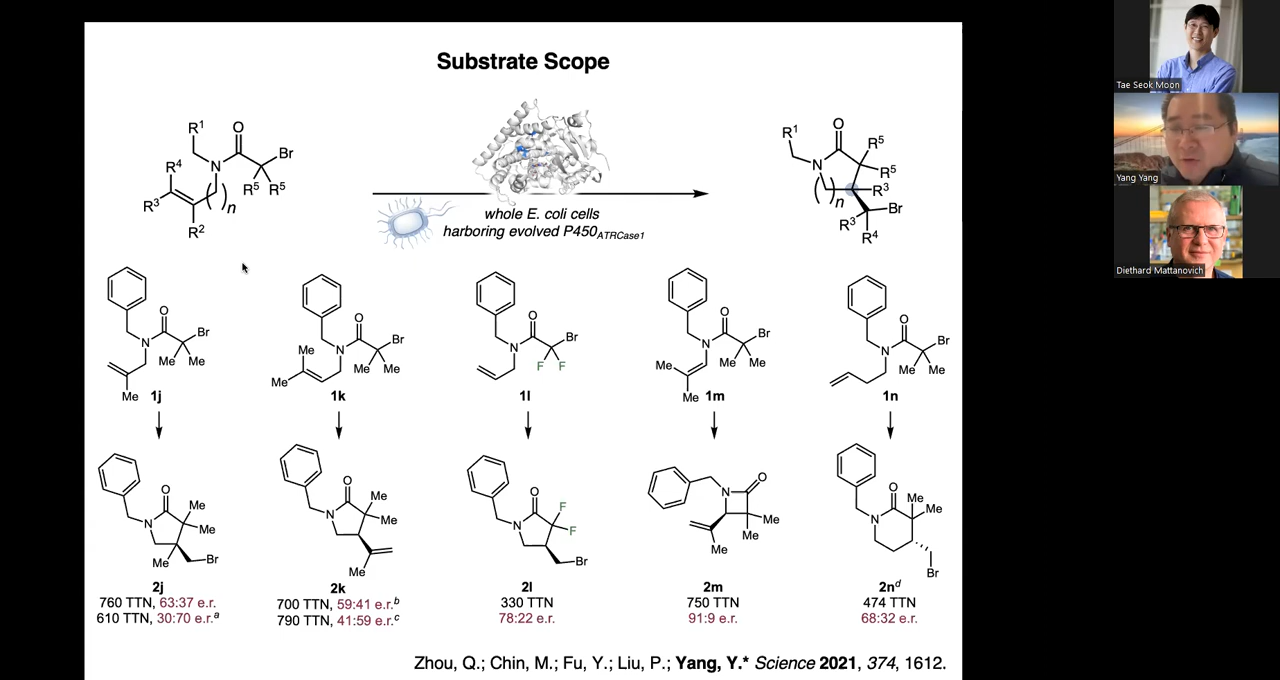 Substrate Scope
R1
O
Br
R4
N
R5 R5
R3
( )n
R2
whole E. coli cells
harboring evolved P450ATRCase1
R1
O
N
R5
R5
( )n
R3
Br
R3
R4
O
Br
N
Me Me
Me
1j
O
Br
Me
N
Me Me
Me
1k
O
Br
N
F F
1l
O
Br
N
Me Me
Me
Me
1m
O
Br
N
Me Me
1n
O
Me
N
Me
Me
Br
2j
760 TTN, 63:37 e.r.
610 TTN, 30:70 e.r.a
O
Me
N
Me
Me
2k
700 TTN, 59:41 e.r.b
790 TTN, 41:59 e.r.c
O
F
N
F
Br
2l
330 TTN
78:22 e.r.
N
O
Me
Me
Me
2m
750 TTN
91:9 e.r.
O
Me
Me
N
Br
2nd
474 TTN
68:32 e.r.
Zhou, Q.; Chin, M.; Fu, Y.; Liu, P.; Yang, Y.* Science 2021, 374, 1612.
Tae Seok Moon
Yang Yang
Diethard Mattanovich